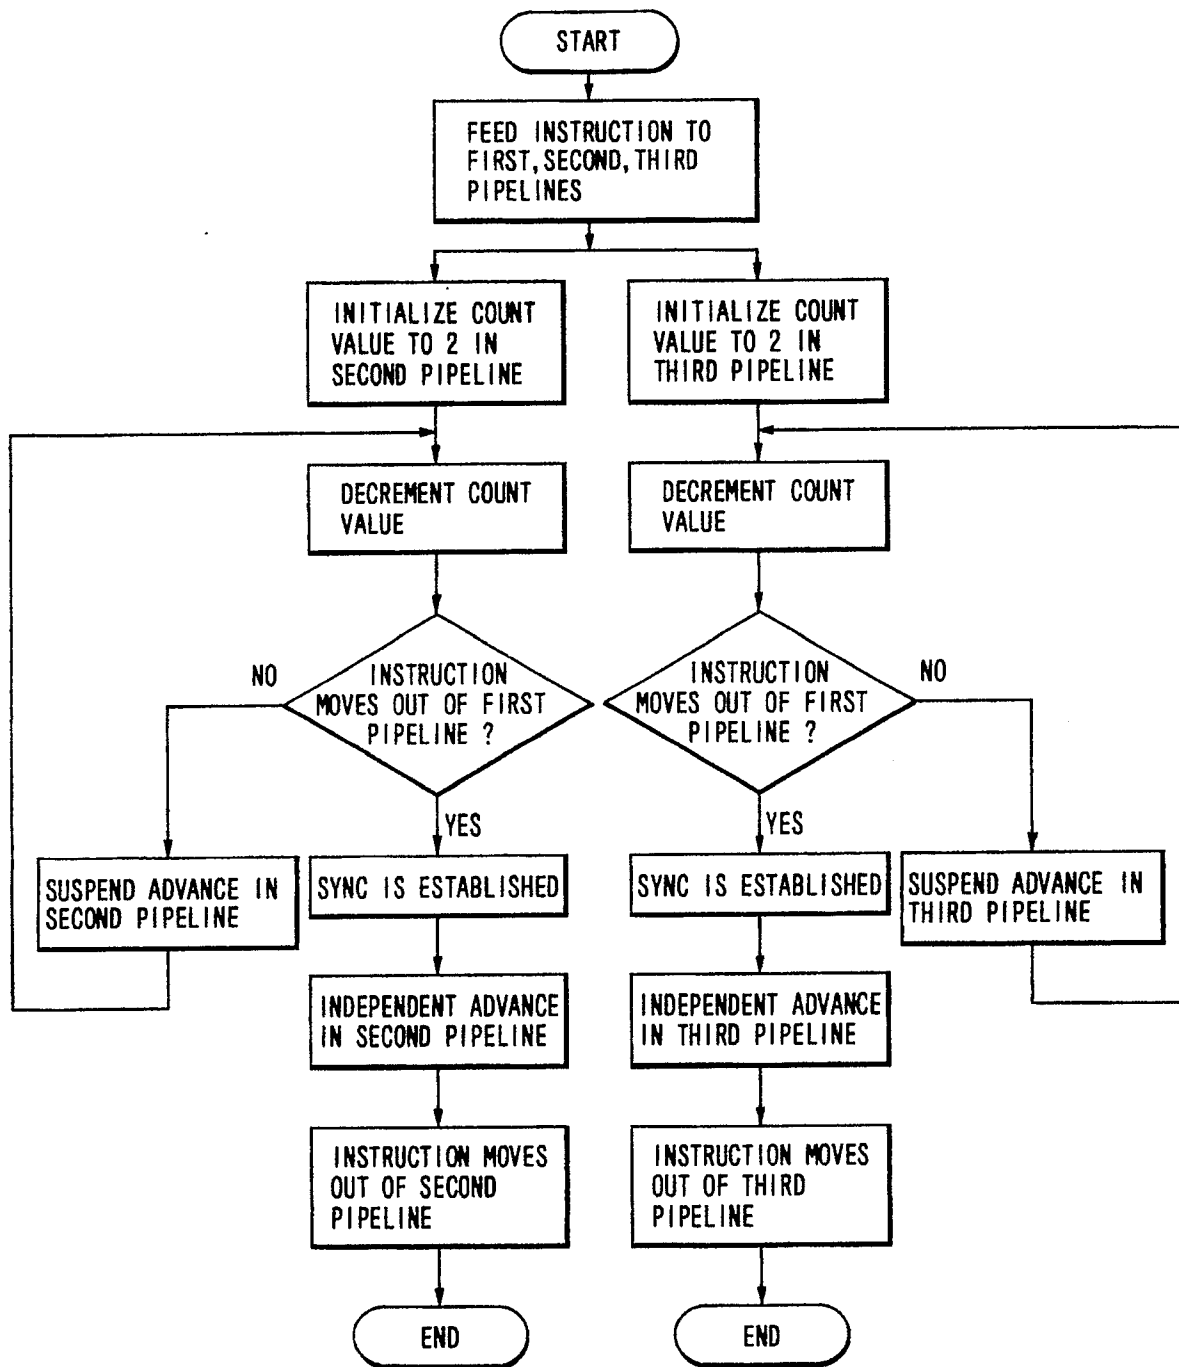 START
FEED INSTRUCTION TO
FIRST, SECOND, THIRD
PIPELINES
INITIALIZE COUNT
VALUE TO 2 IN
SECOND PIPELINE
INITIALIZE COUNT
VALUE TO 2 IN
THIRD PIPELINE
DECREMENT COUNT
VALUE
DECREMENT COUNT
VALUE
NO
INSTRUCTION
MOVES OUT OF FIRST
PIPELINE ?
INSTRUCTION
MOVES OUT OF FIRST
PIPELINE ?
NO
YES
YES
SUSPEND ADVANCE IN
SECOND PIPELINE
SYNC IS ESTABLISHED
SYNC IS ESTABLISHED
SUSPEND ADVANCE IN
THIRD PIPELINE
INDEPENDENT ADVANCE
IN SECOND PIPELINE
INDEPENDENT ADVANCE
IN THIRD PIPELINE
INSTRUCTION MOVES
OUT OF SECOND
PIPELINE
INSTRUCTION MOVES
OUT OF THIRD
PIPELINE
END
END